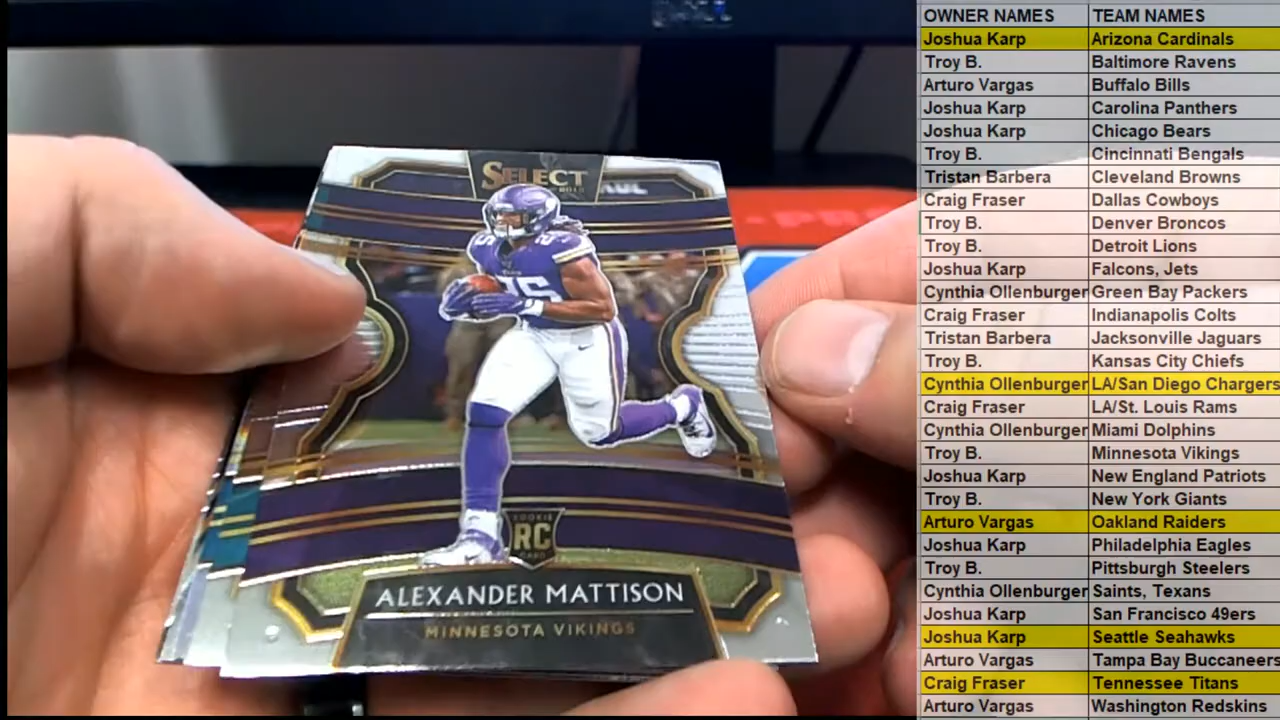 SELECT
25
25
ROOKIE
RC
CARD
ALEXANDER MATTISON
MINNESOTA VIKINGS
OWNER NAMES TEAM NAMES
Joshua Karp Arizona Cardinals
Troy B. Baltimore Ravens
Arturo Vargas Buffalo Bills
Joshua Karp Carolina Panthers
Joshua Karp Chicago Bears
Troy B. Cincinnati Bengals
Tristan Barbera Cleveland Browns
Craig Fraser Dallas Cowboys
Troy B. Denver Broncos
Troy B. Detroit Lions
Joshua Karp Falcons, Jets
Cynthia Ollenburger Green Bay Packers
Craig Fraser Indianapolis Colts
Tristan Barbera Jacksonville Jaguars
Troy B. Kansas City Chiefs
Cynthia Ollenburger LA/San Diego Chargers
Craig Fraser LA/St. Louis Rams
Cynthia Ollenburger Miami Dolphins
Troy B. Minnesota Vikings
Joshua Karp New England Patriots
Troy B. New York Giants
Arturo Vargas Oakland Raiders
Joshua Karp Philadelphia Eagles
Troy B. Pittsburgh Steelers
Cynthia Ollenburger Saints, Texans
Joshua Karp San Francisco 49ers
Joshua Karp Seattle Seahawks
Arturo Vargas Tampa Bay Buccaneers
Craig Fraser Tennessee Titans
Arturo Vargas Washington Redskins